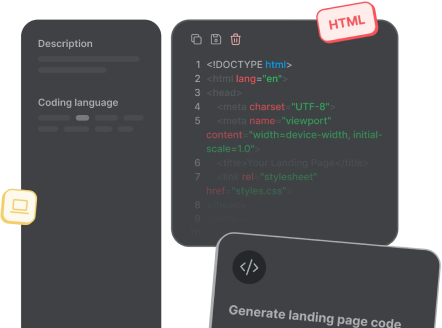 Description
Coding language
HTML
1 <!DOCTYPE html>
2 <html lang="en">
3 <head>
4 <meta charset="UTF-8">
5 <meta name="viewport"
content="width=device-width, initial-
scale=1.0">
6 <title>Your Landing Page</title>
7 <link rel="stylesheet"
href="styles.css">
8 </head>
9
Generate landing page code